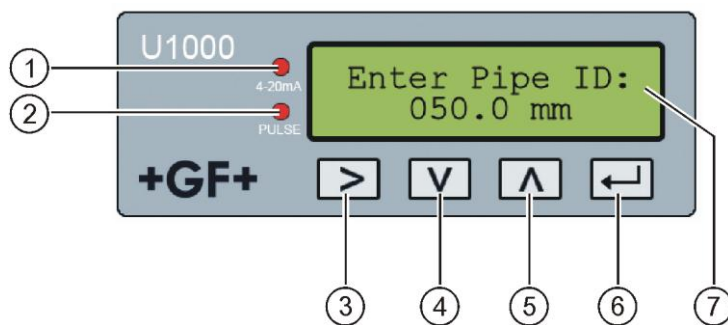 U1000
1
4-20mA
2
PULSE
Enter Pipe ID:
050.0 mm
+GF+
> V Λ ↵
3 4 5 6 7